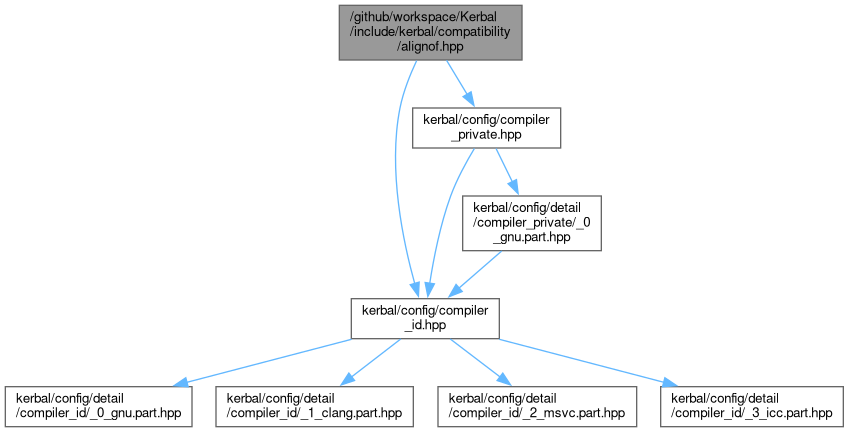 /github/workspace/Kerbal
/include/kerbal/compatibility
/alignof.hpp
kerbal/config/compiler
_private.hpp
kerbal/config/detail
/compiler_private/_0
_gnu.part.hpp
kerbal/config/compiler
_id.hpp
kerbal/config/detail
/compiler_id/_0_gnu.part.hpp
kerbal/config/detail
/compiler_id/_1_clang.part.hpp
kerbal/config/detail
/compiler_id/_2_msvc.part.hpp
kerbal/config/detail
/compiler_id/_3_icc.part.hpp